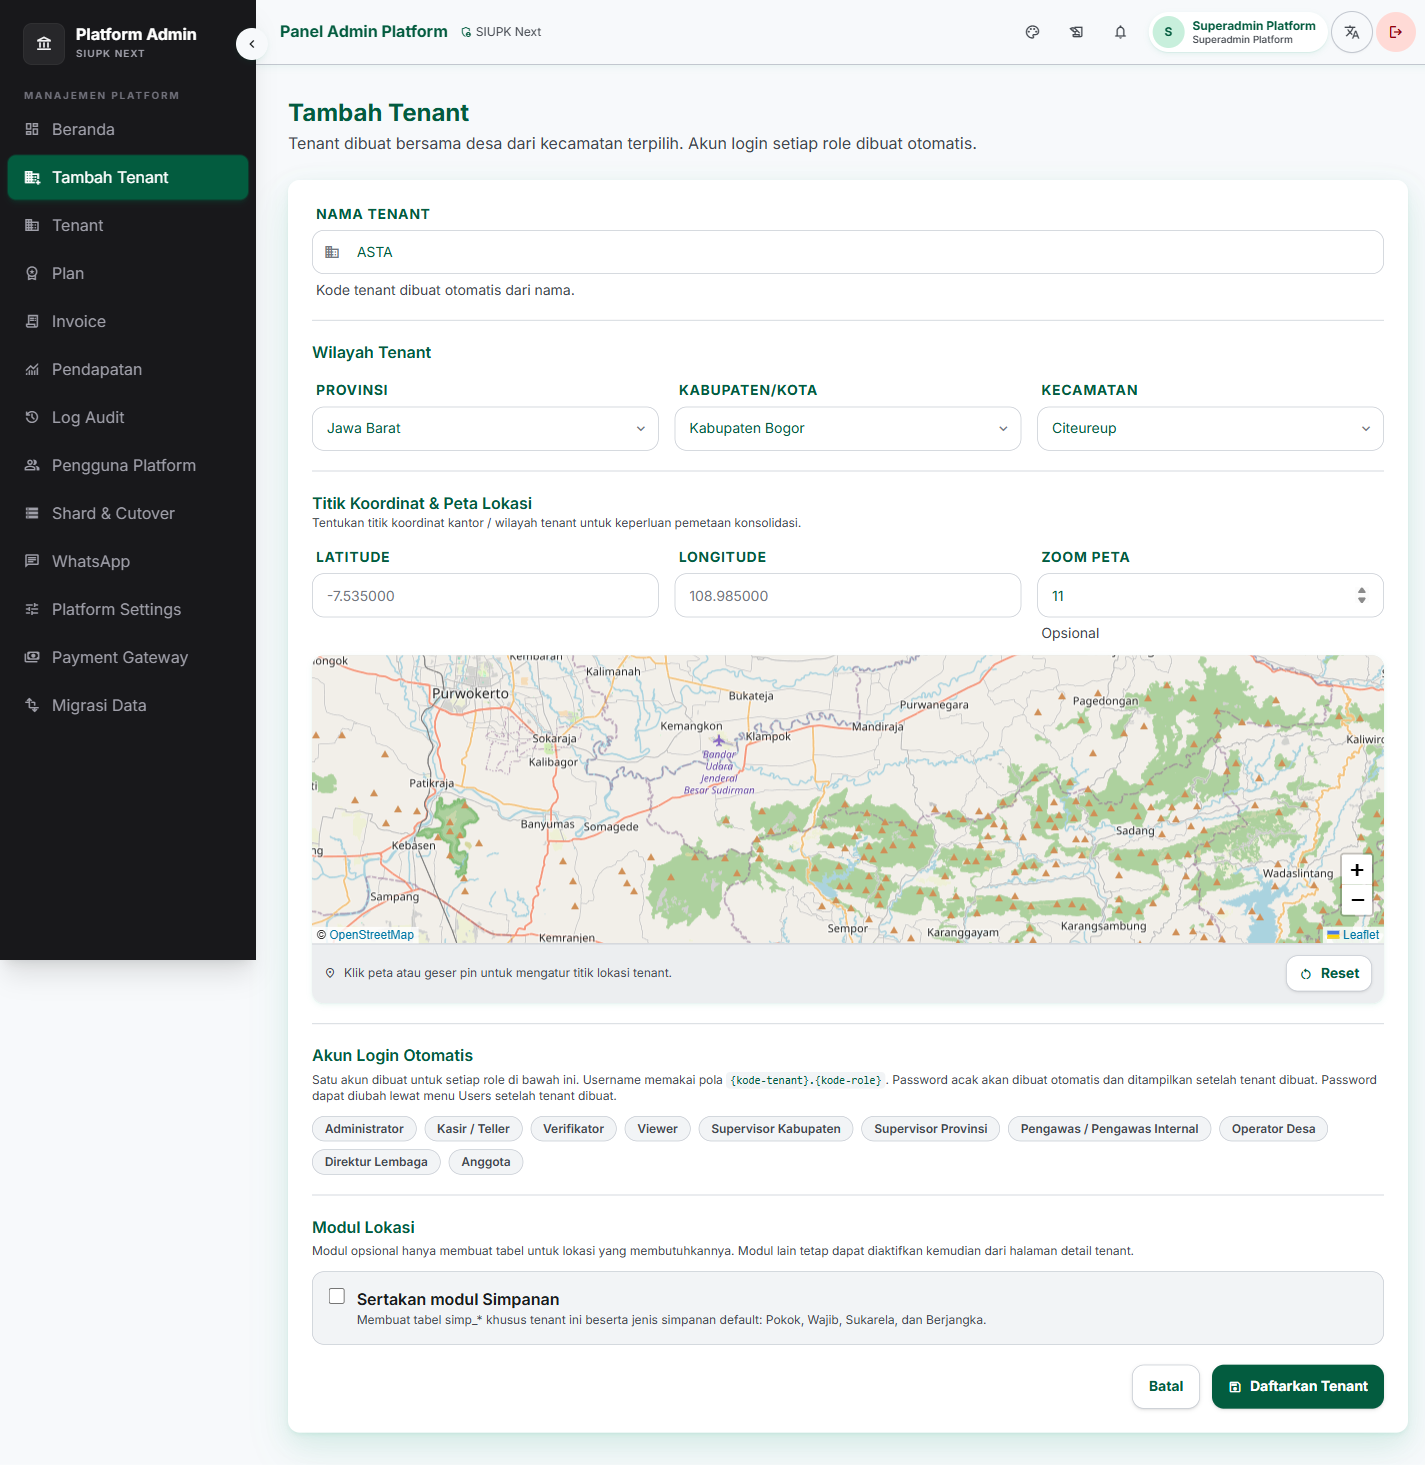 Platform Admin
SIUPK NEXT
MANAJEMEN PLATFORM
Beranda
Tambah Tenant
Tenant
Plan
Invoice
Pendapatan
Log Audit
Pengguna Platform
Shard & Cutover
WhatsApp
Platform Settings
Payment Gateway
Migrasi Data
Panel Admin Platform SIUPK Next
S
Superadmin Platform
Superadmin Platform
Tambah Tenant
Tenant dibuat bersama desa dari kecamatan terpilih. Akun login setiap role dibuat otomatis.
NAMA TENANT
ASTA
Kode tenant dibuat otomatis dari nama.
Wilayah Tenant
PROVINSI KABUPATEN/KOTA KECAMATAN
Jawa Barat Kabupaten Bogor Citeureup
Titik Koordinat & Peta Lokasi
Tentukan titik koordinat kantor / wilayah tenant untuk keperluan pemetaan konsolidasi.
LATITUDE LONGITUDE ZOOM PETA
-7.535000 108.985000 11
Opsional
Kembaran
Kalimanah
Purwokerto
Bukateja
Purwanegara
Pagedongan
Kemangkon
Mandiraja
Sokaraja
Klampok
Kaliwiro
Kalibagor
Bandar
Udara
Jenderal
Besar Sudirman
Patikraja
Banyumas
Somagede
Sadang
Kebasen
Wadaslintang
Sampang
Sempor
Karanggayam
Karangsambung
Kemranjen
+
−
© OpenStreetMap
Leaflet
Klik peta atau geser pin untuk mengatur titik lokasi tenant.
Reset
Akun Login Otomatis
Satu akun dibuat untuk setiap role di bawah ini. Username memakai pola {kode-tenant}.{kode-role}. Password acak akan dibuat otomatis dan ditampilkan setelah tenant dibuat. Password
dapat diubah lewat menu Users setelah tenant dibuat.
Administrator Kasir / Teller Verifikator Viewer Supervisor Kabupaten Supervisor Provinsi Pengawas / Pengawas Internal Operator Desa
Direktur Lembaga Anggota
Modul Lokasi
Modul opsional hanya membuat tabel untuk lokasi yang membutuhkannya. Modul lain tetap dapat diaktifkan kemudian dari halaman detail tenant.
Sertakan modul Simpanan
Membuat tabel simp_* khusus tenant ini beserta jenis simpanan default: Pokok, Wajib, Sukarela, dan Berjangka.
Batal
Daftarkan Tenant